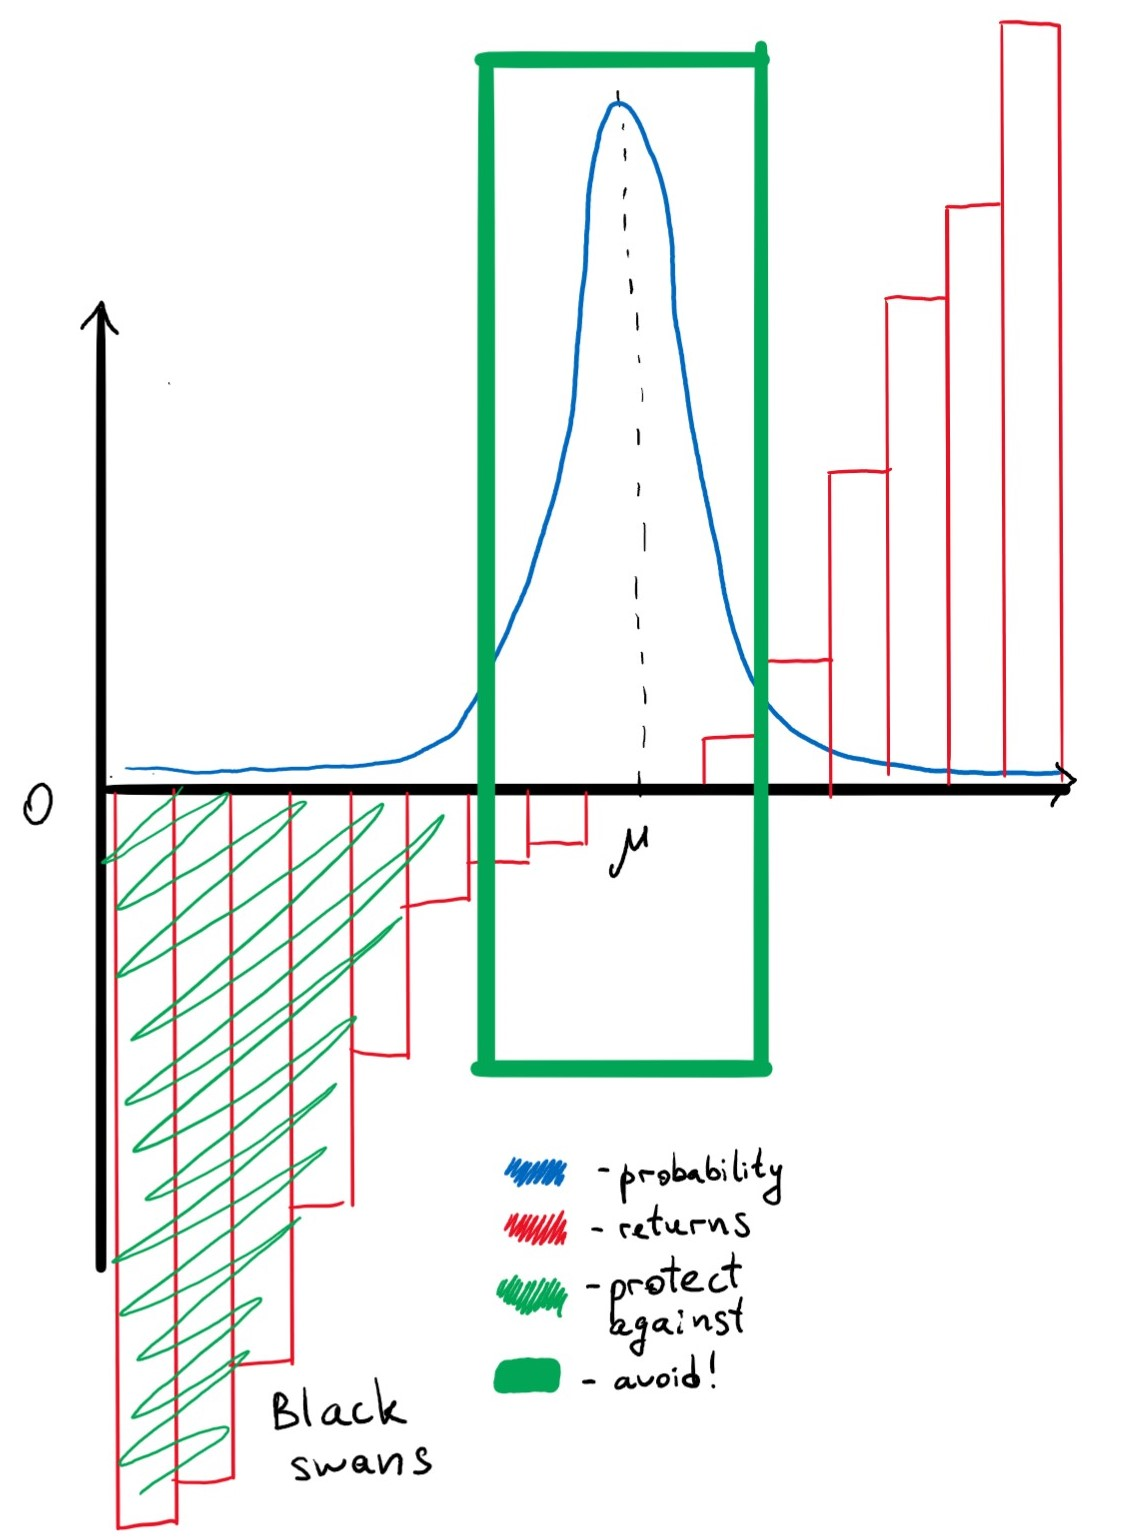 0
μ
- probability
- returns
- protect
against
- avoid!
Black
swans